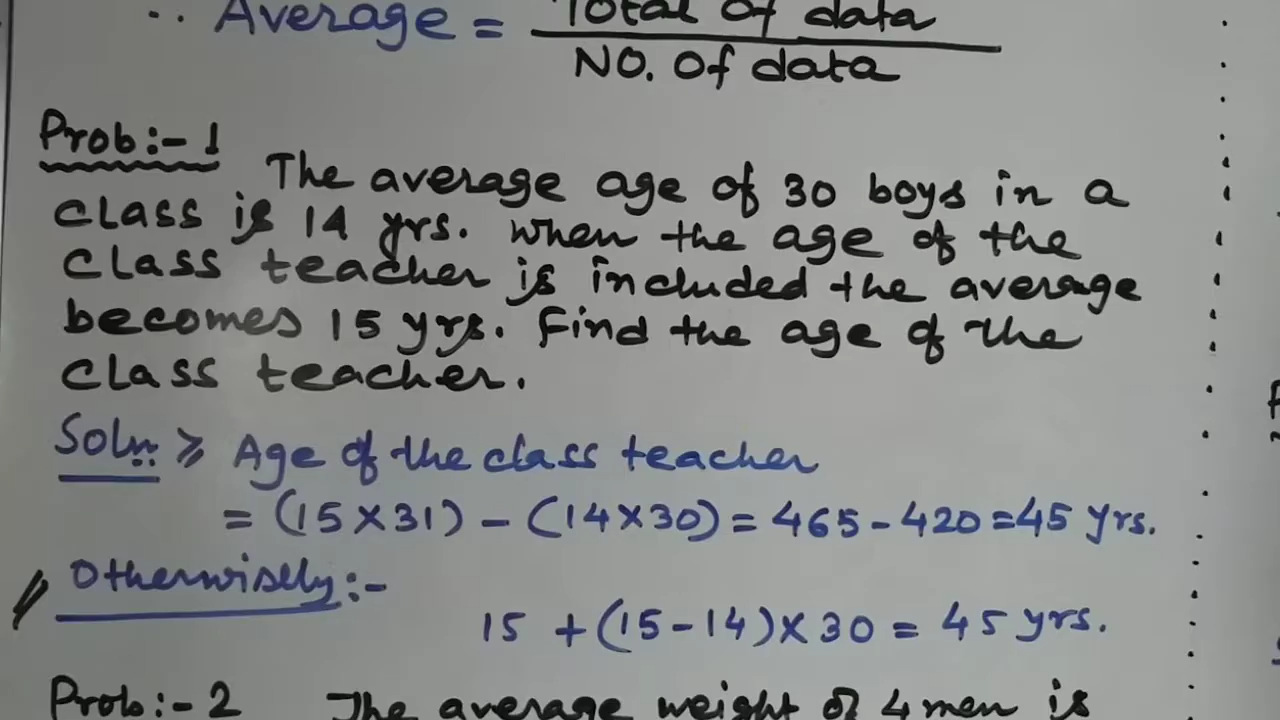 ∴ Average = Total of data
NO. Of data
Prob:- 1
The average age of 30 boys in a
class is 14 yrs. When the age of the
class teacher is included the average
becomes 15 yrs. Find the age of the
class teacher.
Soln: ⩾ Age of the class teacher
= (15×31) - (14×30) = 465-420 =45 yrs.
Otherwisely:-
15 + (15-14)×30 = 45 yrs.
Prob:- 2 The average weight of 4 men is